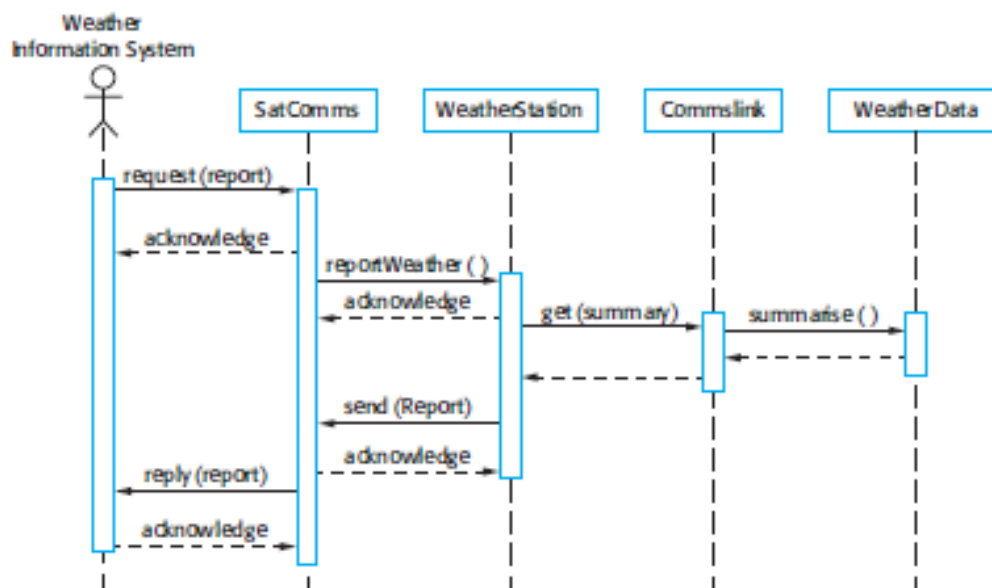 Weather
Information System
SatComms
WeatherStation
Commslink
WeatherData
request (report)
acknowledge
reportWeather ( )
acknowledge
get (summary)
summarise ( )
send (Report)
acknowledge
reply (report)
acknowledge